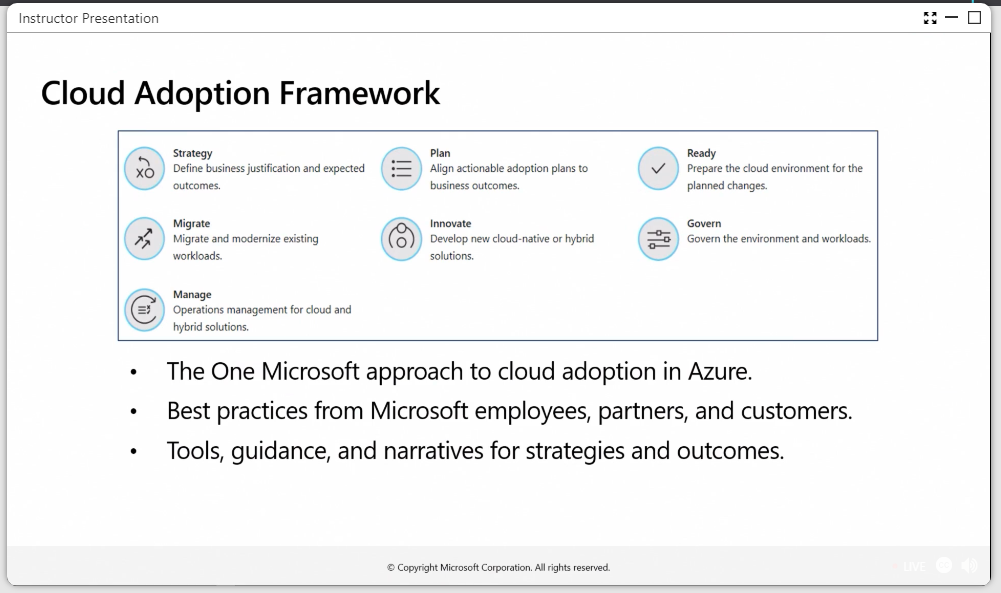 Instructor Presentation
Cloud Adoption Framework
Strategy
Define business justification and expected
outcomes.
Plan
Align actionable adoption plans to
business outcomes.
Ready
Prepare the cloud environment for the
planned changes.
Migrate
Migrate and modernize existing
workloads.
Innovate
Develop new cloud-native or hybrid
solutions.
Govern
Govern the environment and workloads.
Manage
Operations management for cloud and
hybrid solutions.
• The One Microsoft approach to cloud adoption in Azure.
• Best practices from Microsoft employees, partners, and customers.
• Tools, guidance, and narratives for strategies and outcomes.
© Copyright Microsoft Corporation. All rights reserved.
LIVE